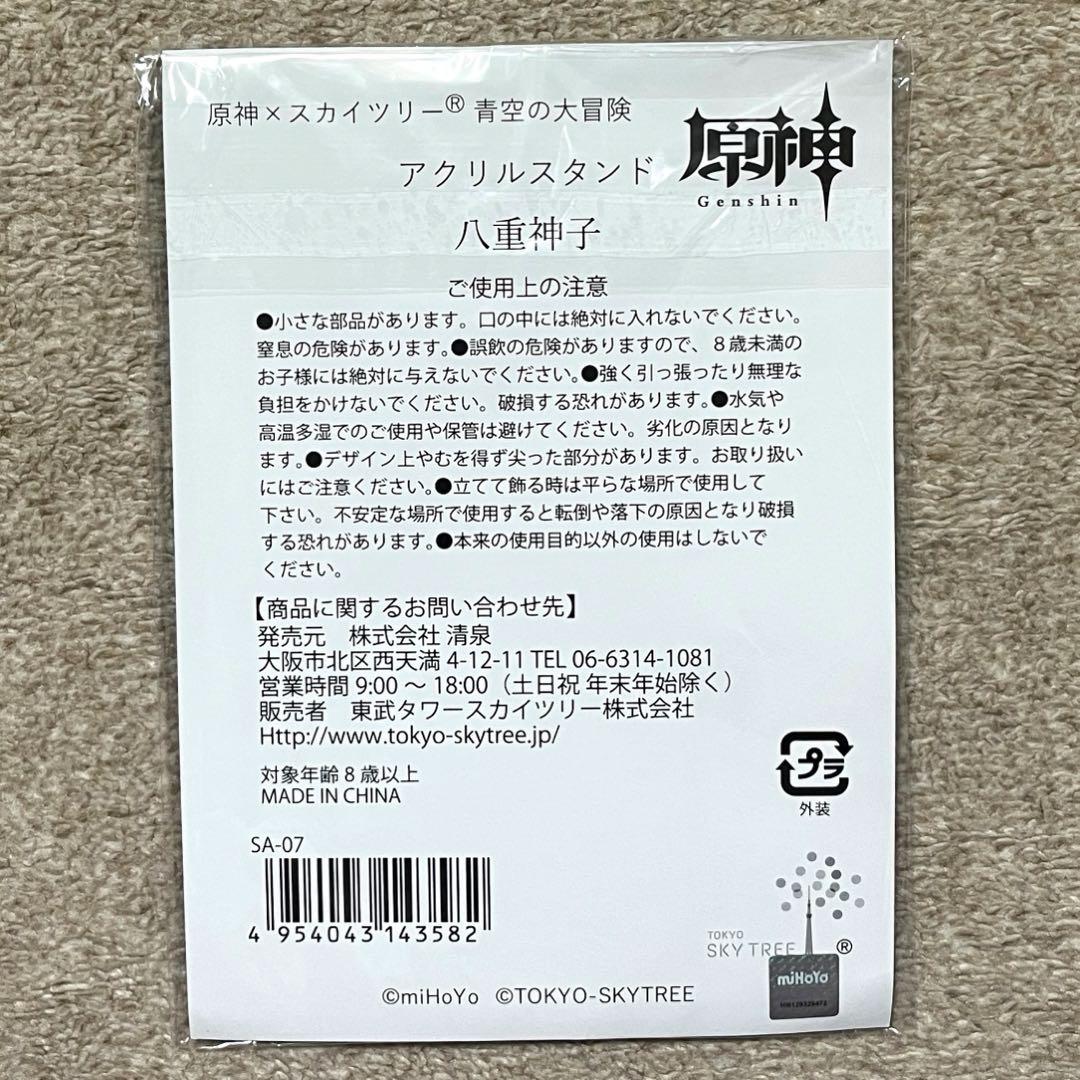 原神×スカイツリー® 青空の大冒険
原神
Genshin
アクリルスタンド
八重神子
ご使用上の注意
●小さな部品があります。口の中には絶対に入れないでください。
窒息の危険があります。●誤飲の危険がありますので、8歳未満の
お子様には絶対に与えないでください。●強く引っ張ったり無理な
負担をかけないでください。破損する恐れがあります。●水気や
高温多湿でのご使用や保管は避けてください。劣化の原因となり
ます。●デザイン上やむを得ず尖った部分があります。お取り扱い
にはご注意ください。●立てて飾る時は平らな場所で使用して
下さい。不安定な場所で使用すると転倒や落下の原因となり破損
する恐れがあります。●本来の使用目的以外の使用はしないで
ください。
【商品に関するお問い合わせ先】
発売元 株式会社 清泉
大阪市北区西天満 4-12-11 TEL 06-6314-1081
営業時間 9:00 ～ 18:00（土日祝 年末年始除く）
販売者 東武タワースカイツリー株式会社
Http://www.tokyo-skytree.jp/
対象年齢 8 歳以上
MADE IN CHINA
プラ
外装
SA-07
4 954043 143582
TOKYO
SKY TREE ®
miHoYo
©miHoYo ©TOKYO-SKYTREE